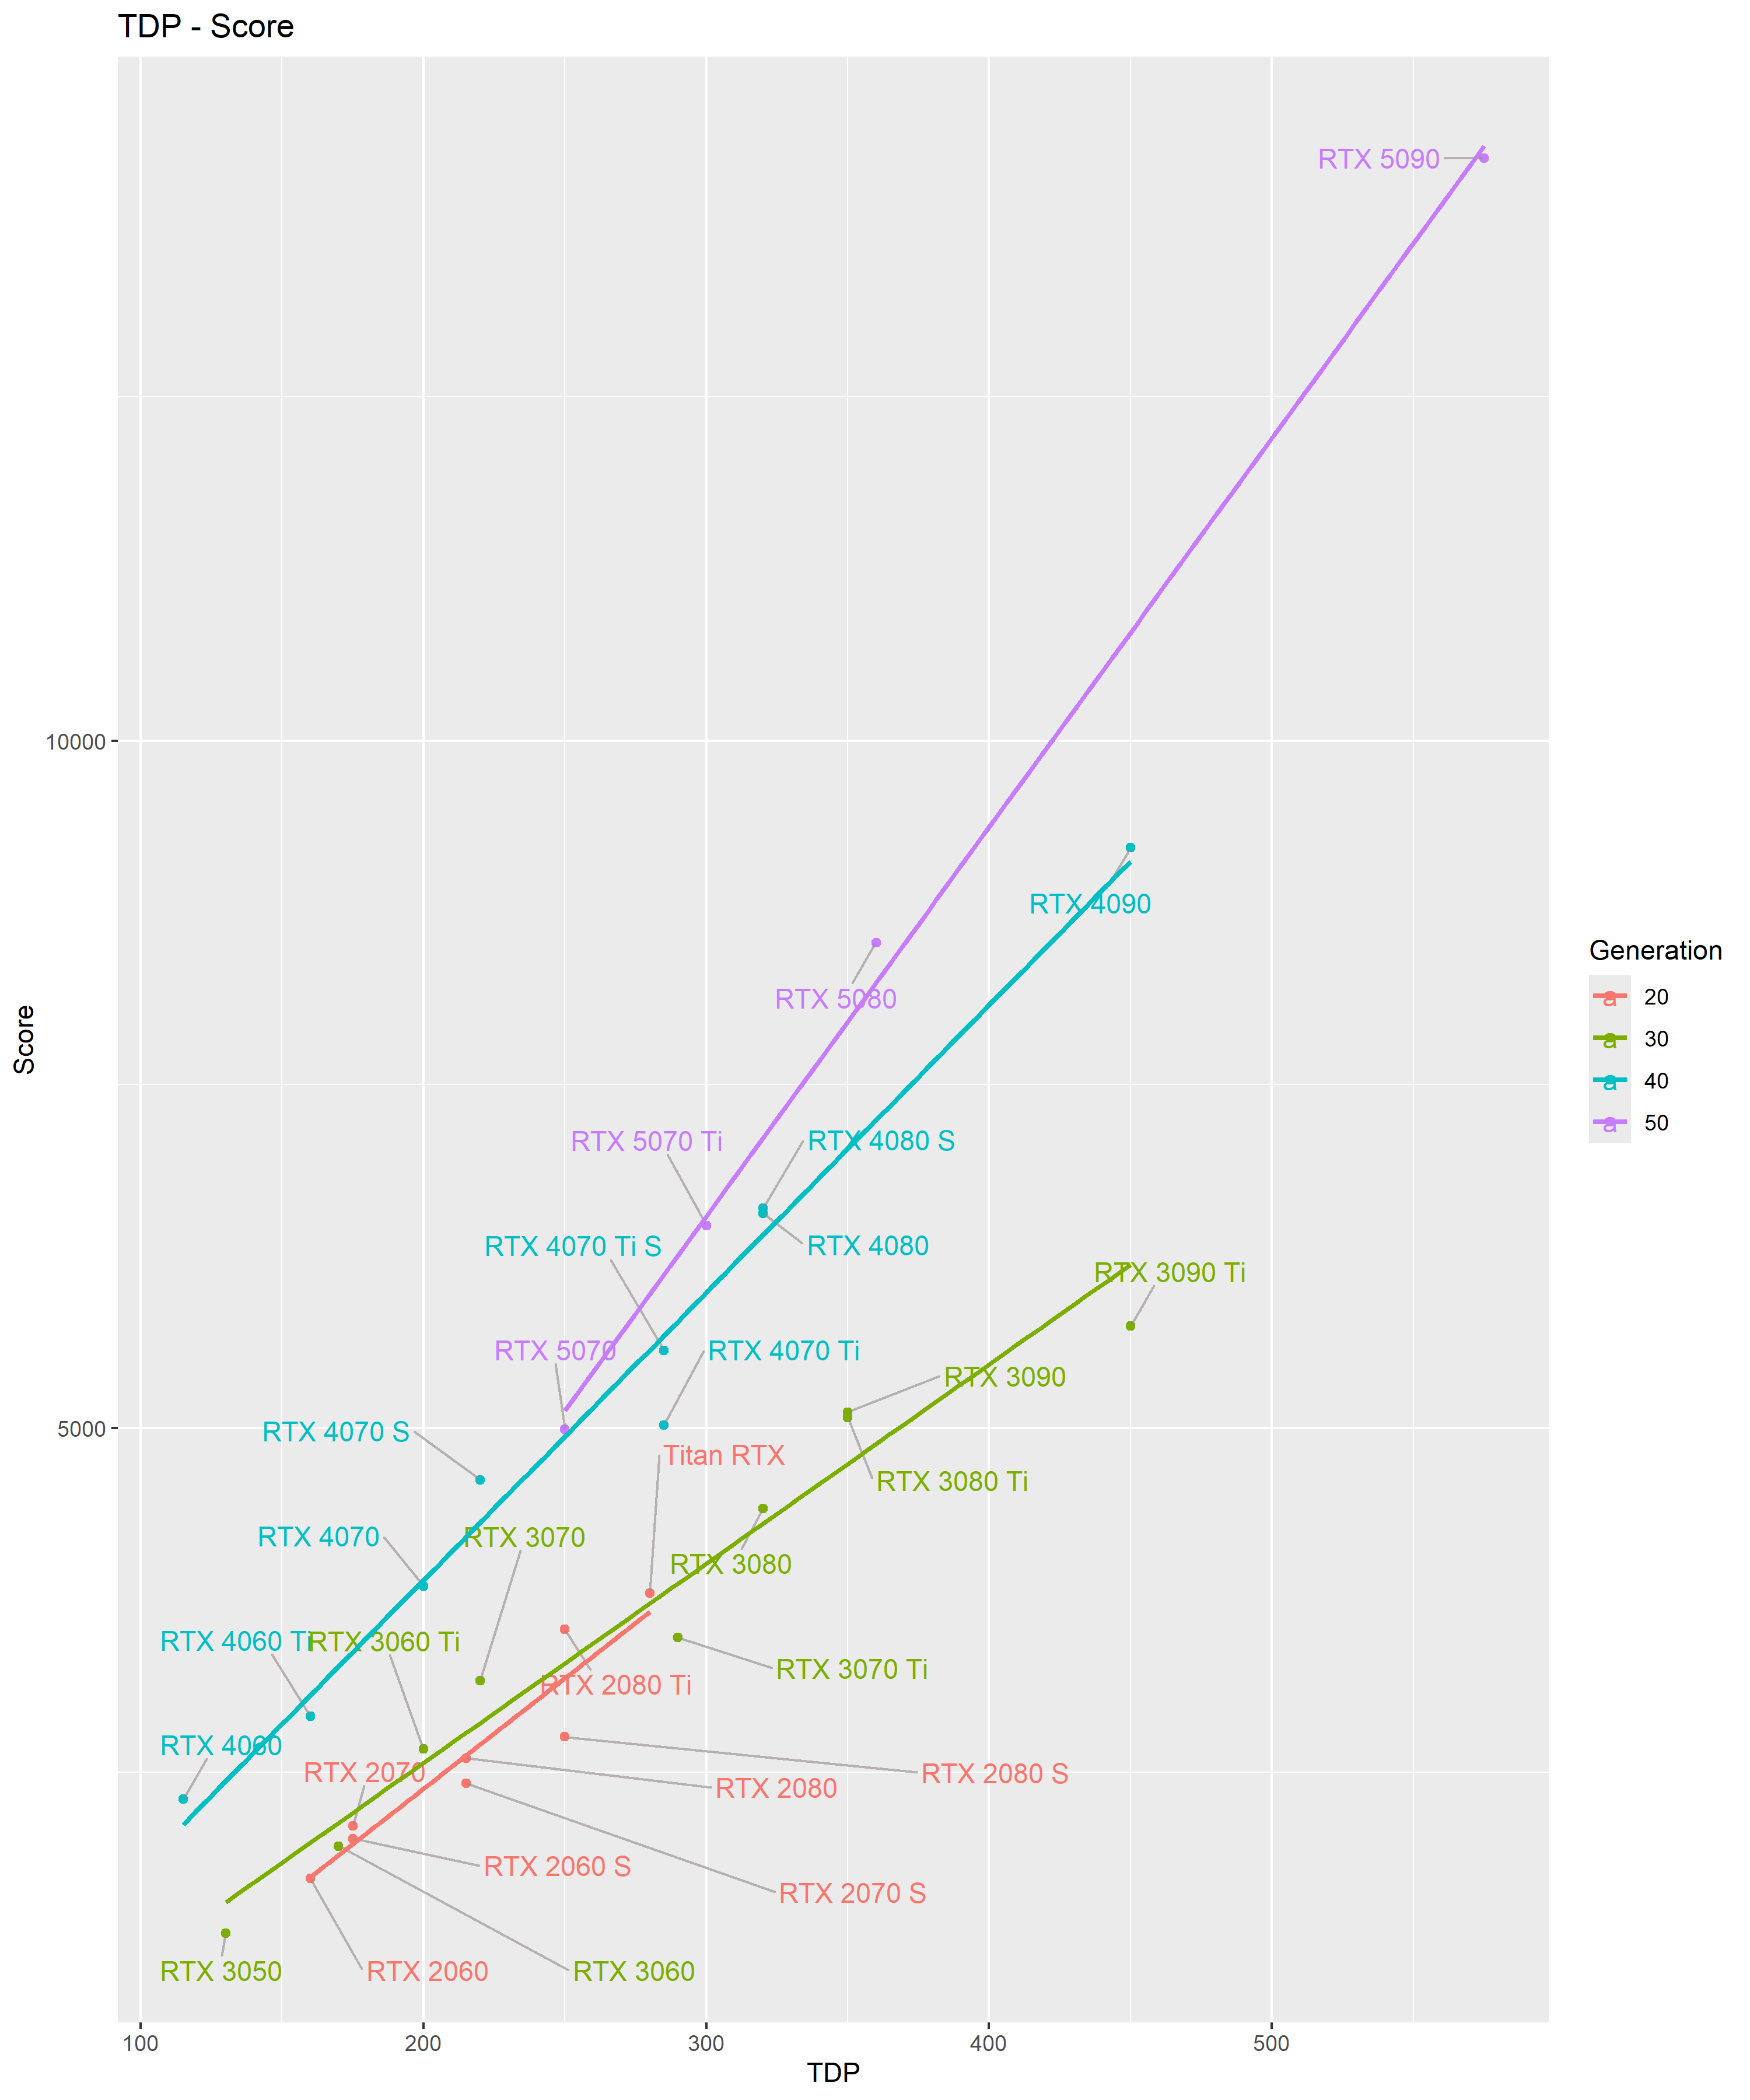 TDP - Score
RTX 5090
10000
RTX 4090
RTX 5080
Generation
a 20
a 30
a 40
a 50
Score
RTX 5070 Ti
RTX 4080 S
RTX 4070 Ti S
RTX 4080
RTX 3090 Ti
RTX 5070
RTX 4070 Ti
RTX 3090
5000
RTX 4070 S
Titan RTX
RTX 3080 Ti
RTX 4070
RTX 3070
RTX 3080
RTX 4060 Ti
RTX 3060 Ti
RTX 3070 Ti
RTX 2080 Ti
RTX 4060
RTX 2070
RTX 2080 S
RTX 2080
RTX 2060 S
RTX 2070 S
RTX 3050
RTX 2060
RTX 3060
100 200 300 400 500
TDP